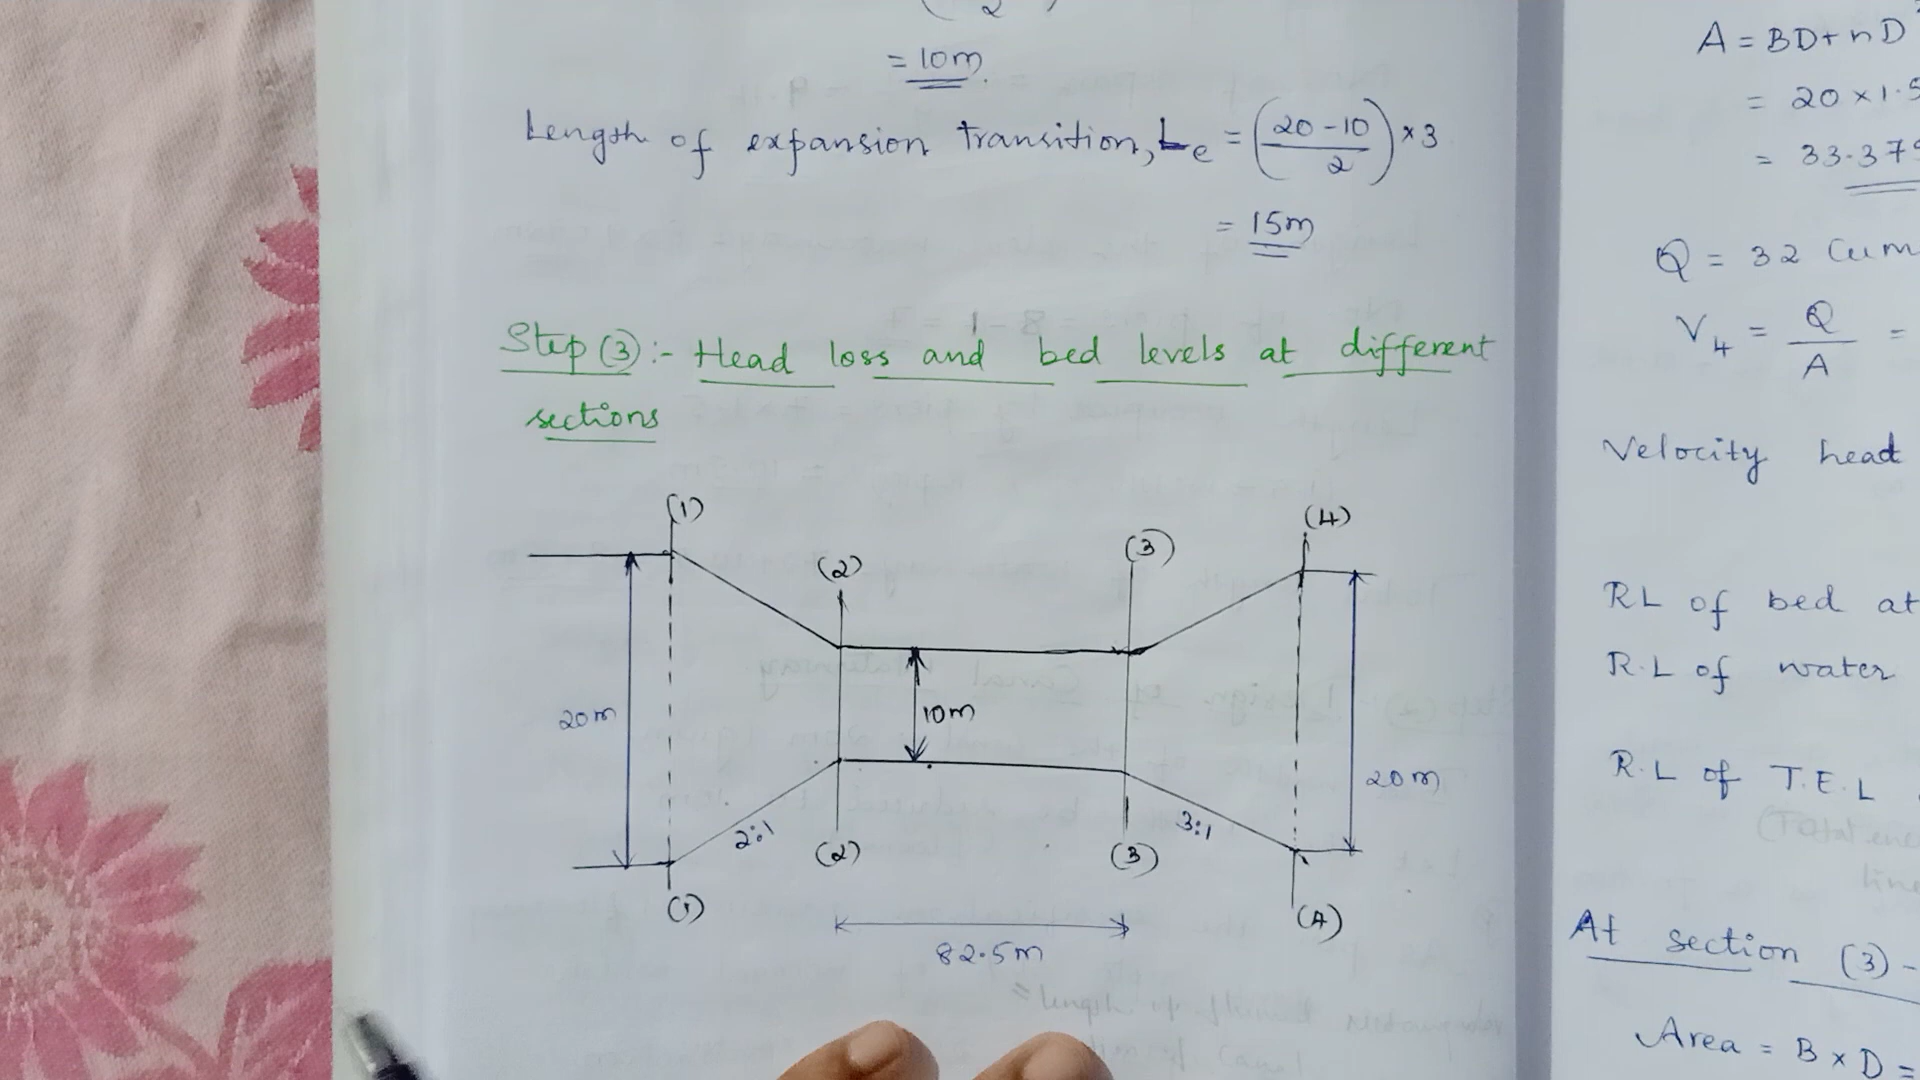 2
= 10m.
Length of expansion transition, Le = (20-10 / 2) × 3
= 15m
Step (3):- Head loss and bed levels at different
sections
(1)
(2)
(3)
(4)
20m
10m
20m
2:1
3:1
(2)
(3)
(1)
(4)
82.5m
A = BD + nD
= 20 × 1.5
= 33.375
Q = 32 Cum
V4 = Q / A =
Velocity head
RL of bed at
R.L of water
R.L of T.E.L
At section (3) -
Area = B × D =